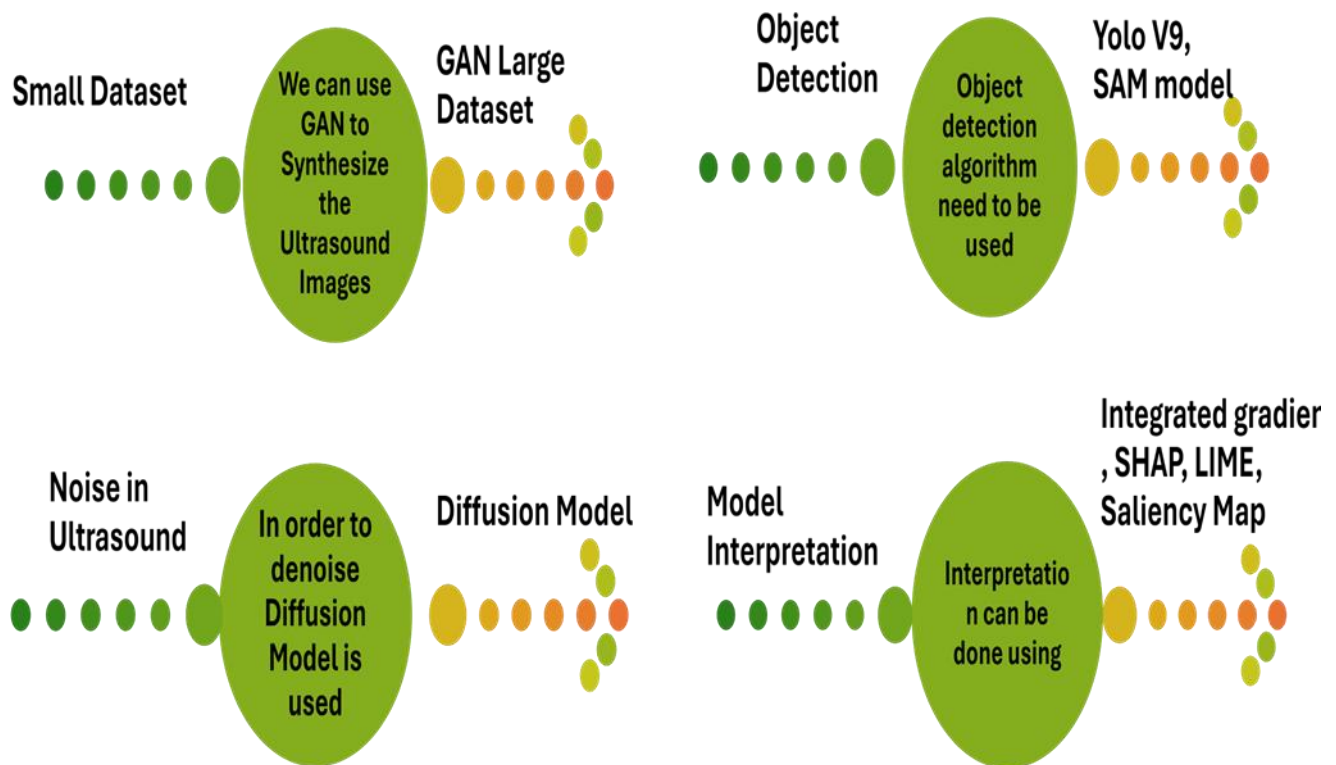 Small Dataset
We can use
GAN to
Synthesize
the
Ultrasound
Images
GAN Large
Dataset
Object
Detection
Object
detection
algorithm
need to be
used
Yolo V9,
SAM model
Noise in
Ultrasound
In order to
denoise
Diffusion
Model is
used
Diffusion Model
Model
Interpretation
Interpretatio
n can be
done using
Integrated gradier
, SHAP, LIME,
Saliency Map